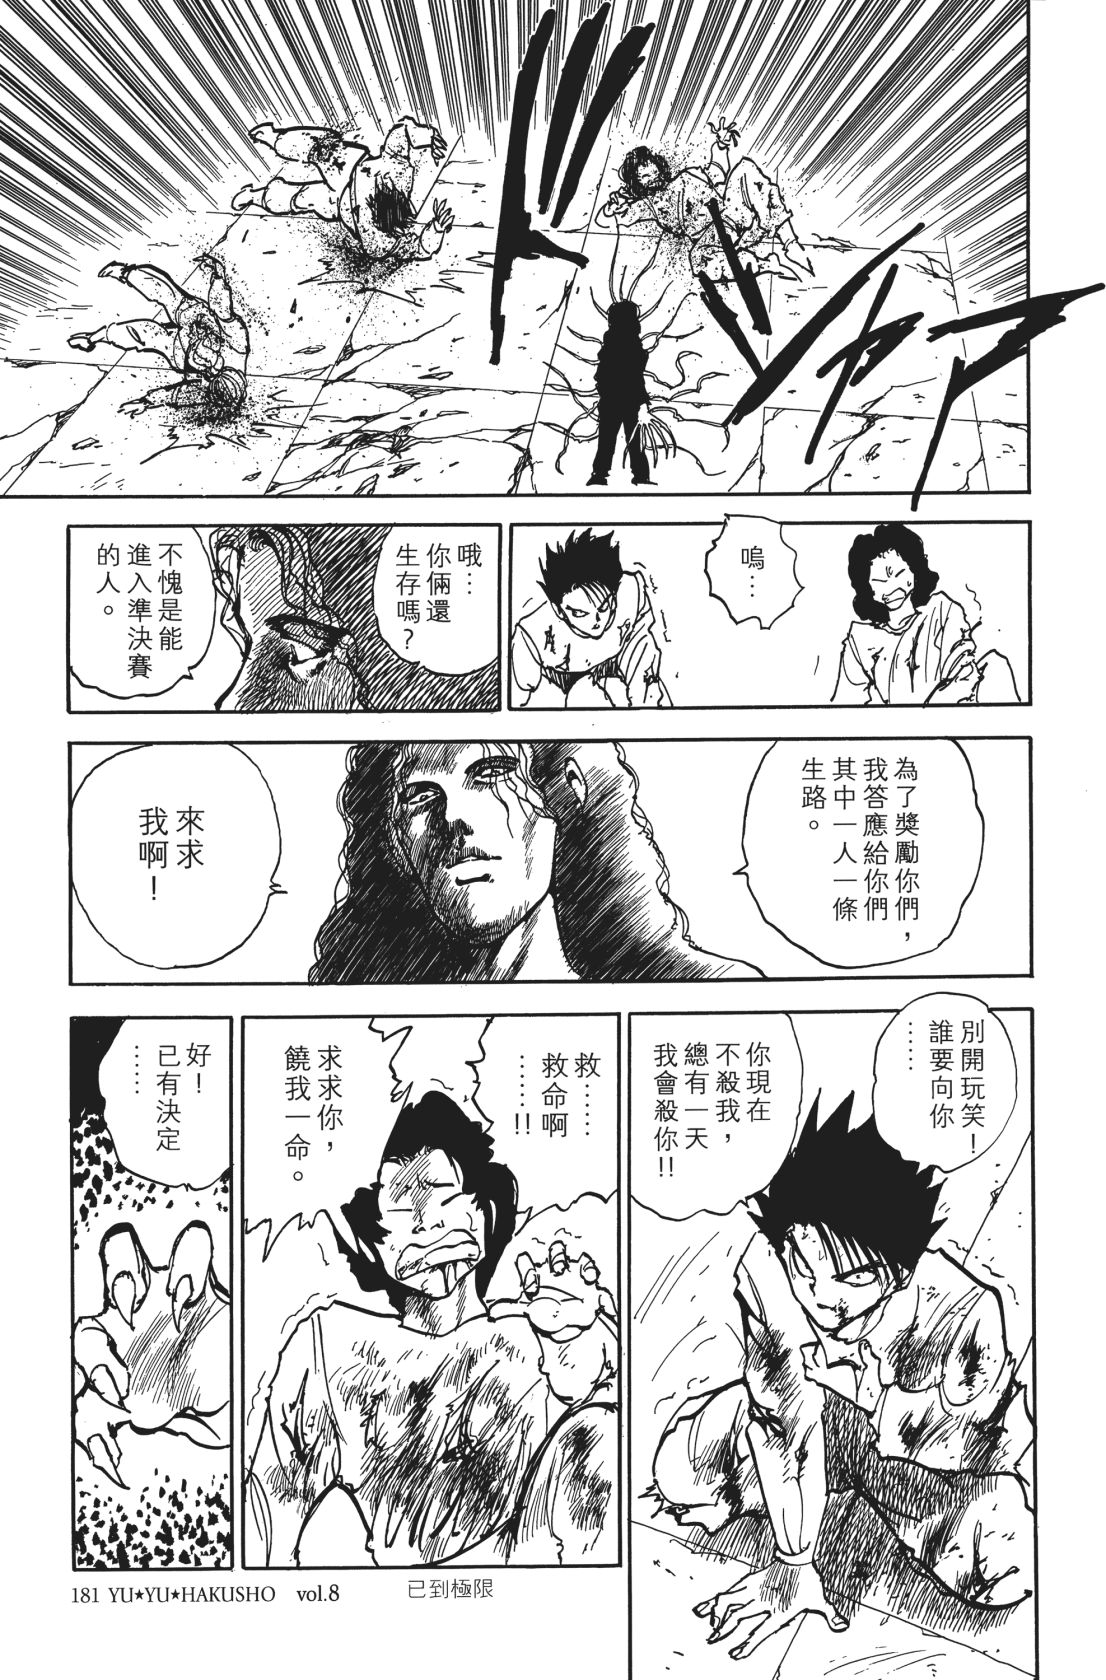 ドシャア
嗚…
哦…
你倆還
生存嗎？
不愧是能
進入準決賽
的人。
為了獎勵你們，
我答應給你們
其中一人一條
生路。
來求
我啊！
別開玩笑！
誰要向你
……
你現在
不殺我，
總有一天
我會殺你!!
救……
救命啊
……!!
求求你，
饒我一命。
好！
已有決定
……
181 YU★YU★HAKUSHO vol.8
已到極限